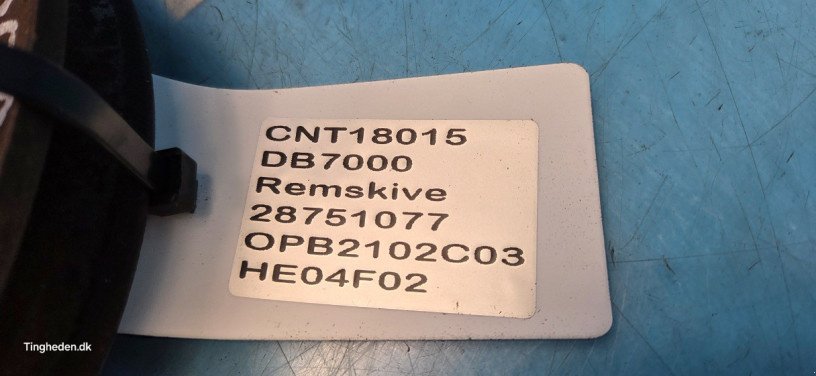 CNT18015
DB7000
Remskive
28751077
OPB2102C03
HE04F02
Tingheden.dk